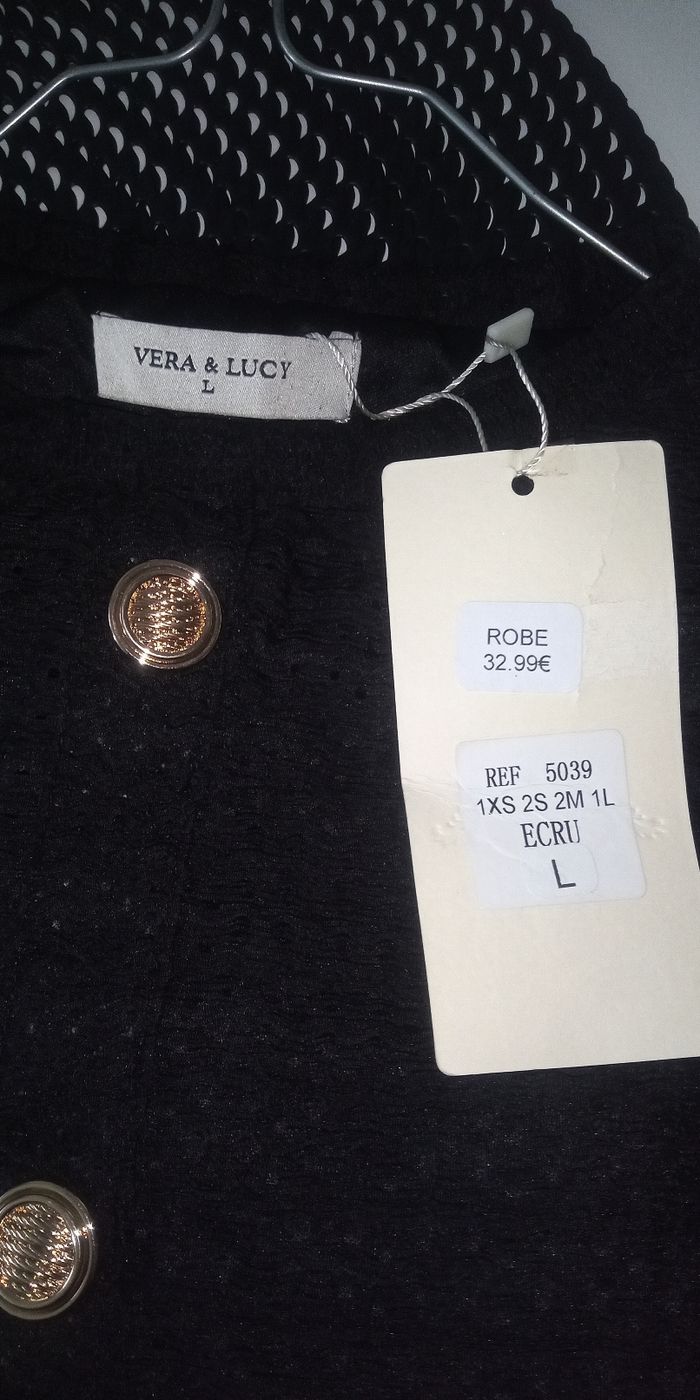 VERA & LUCY
L
ROBE
32.99€
REF 5039
1XS 2S 2M 1L
ECRU
L